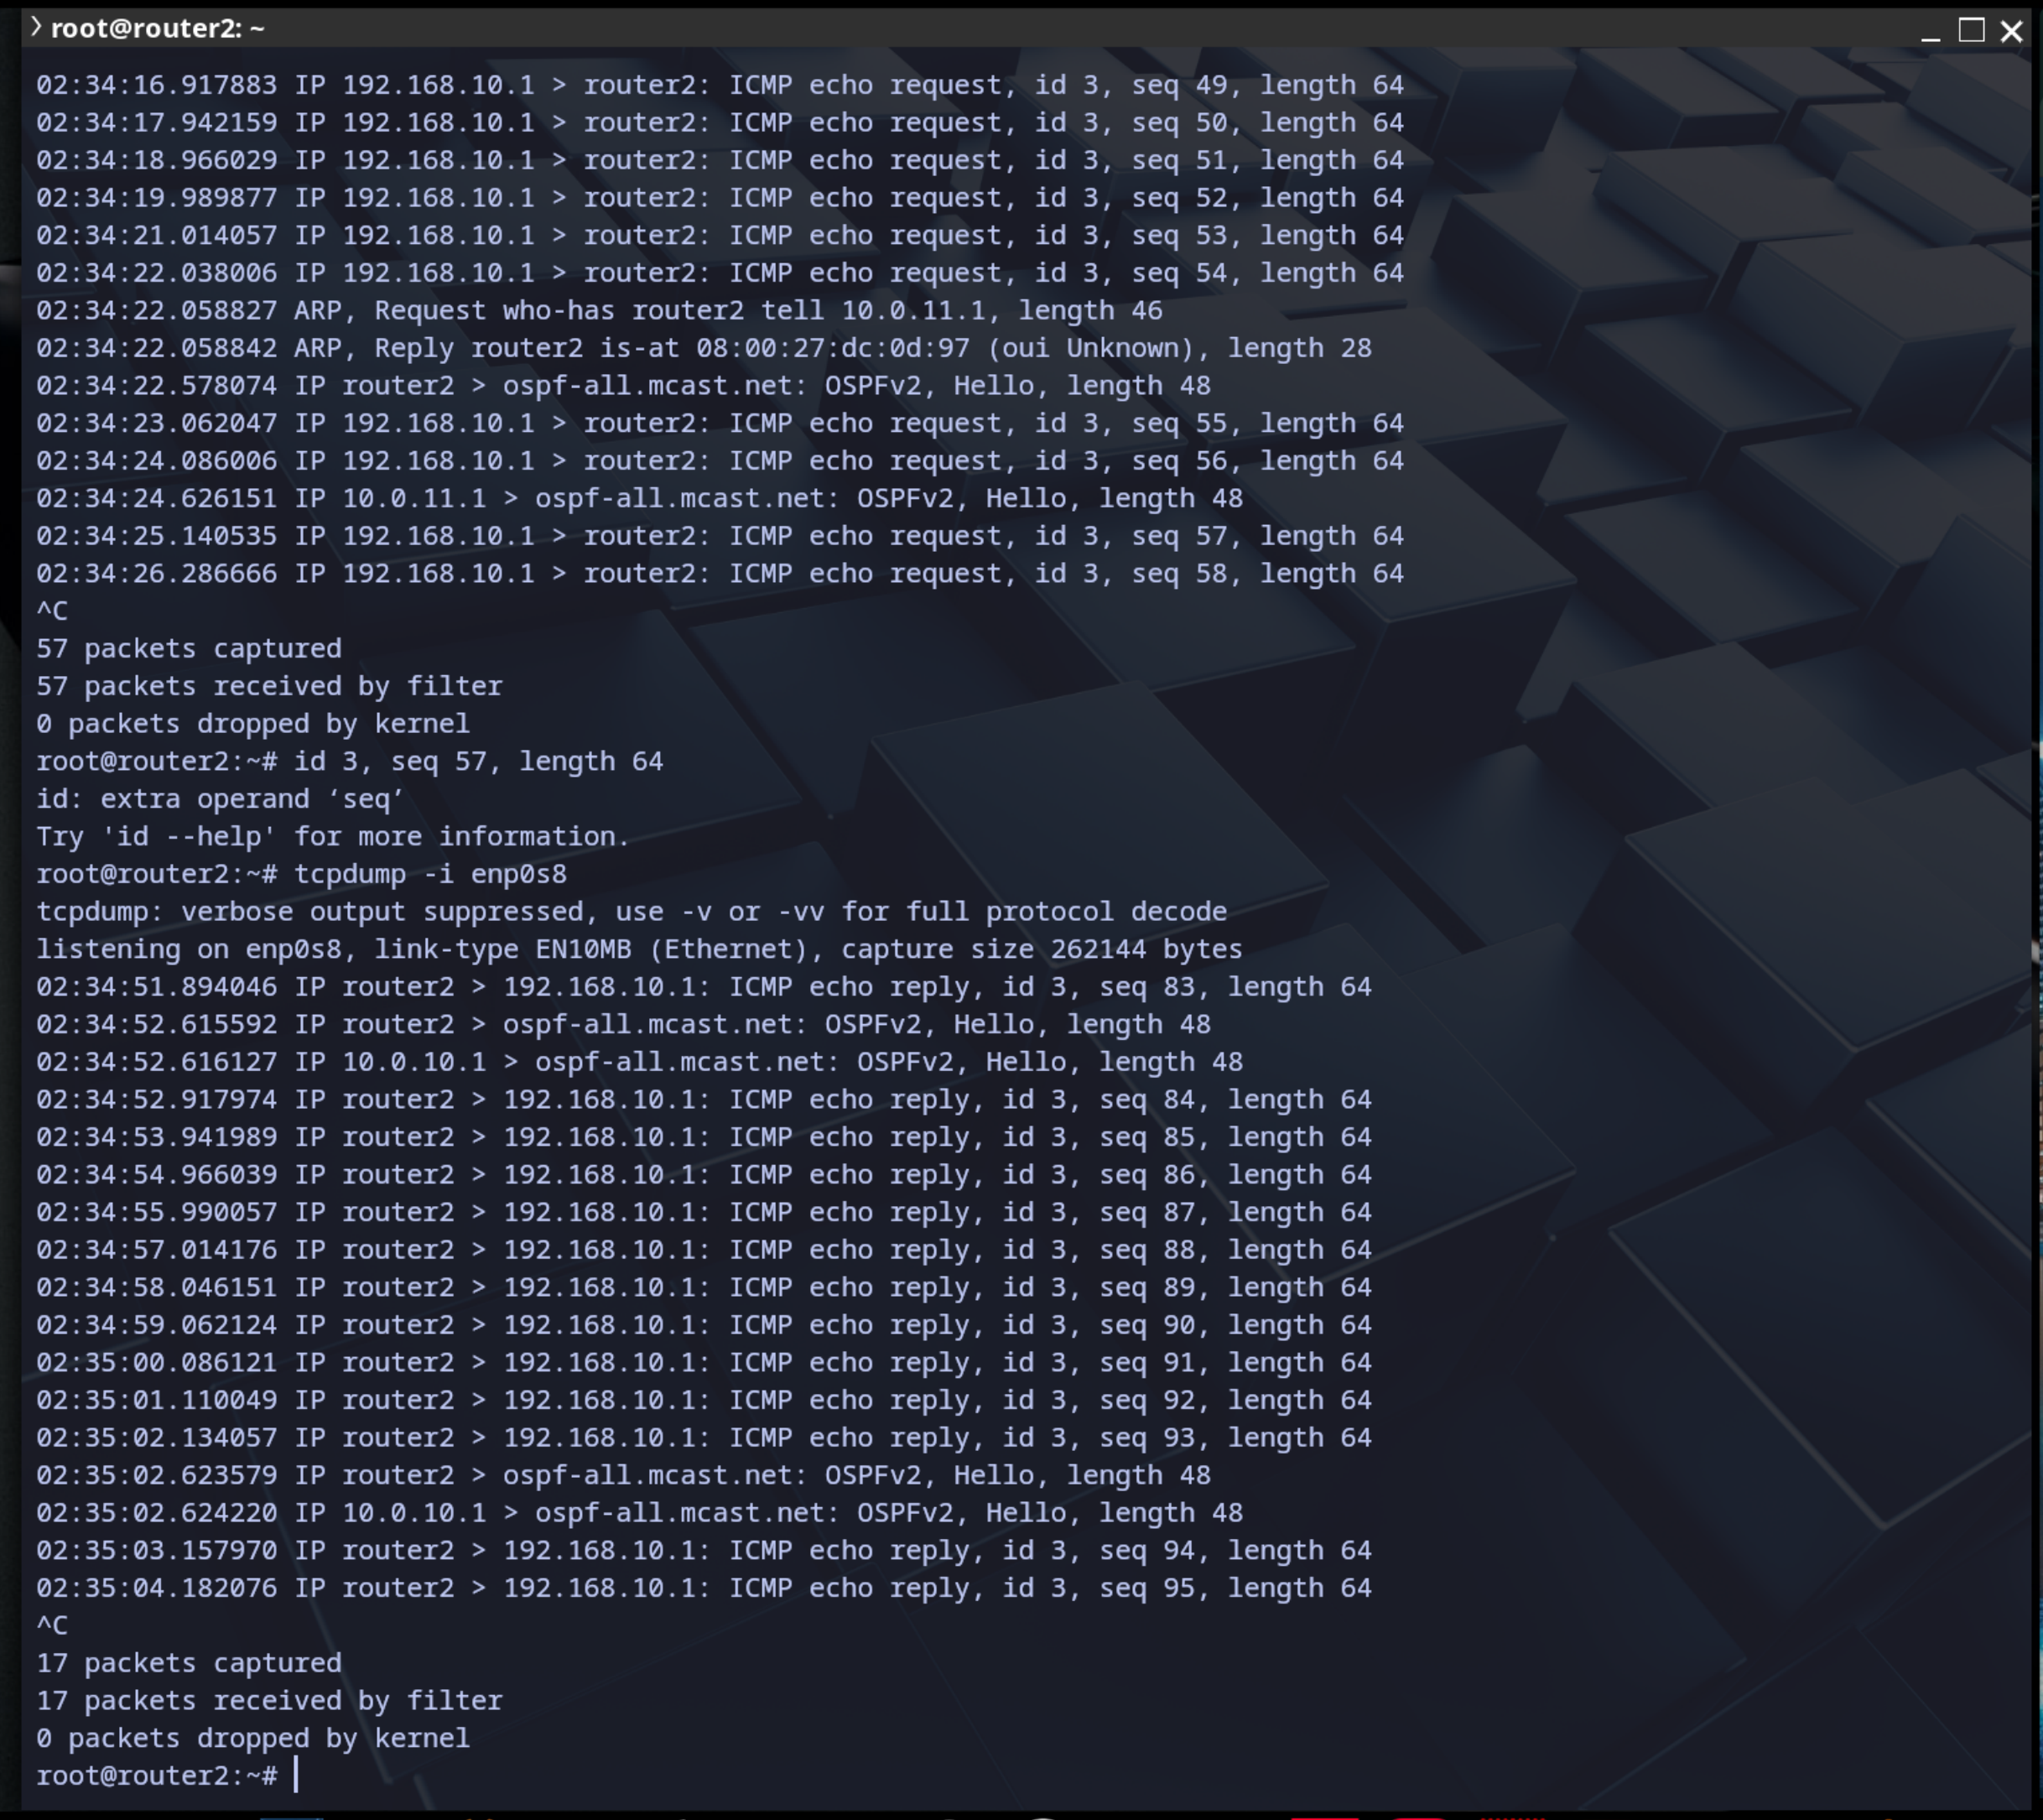 root@router2: ~
02:34:16.917883 IP 192.168.10.1 > router2: ICMP echo request, id 3, seq 49, length 64
02:34:17.942159 IP 192.168.10.1 > router2: ICMP echo request, id 3, seq 50, length 64
02:34:18.966029 IP 192.168.10.1 > router2: ICMP echo request, id 3, seq 51, length 64
02:34:19.989877 IP 192.168.10.1 > router2: ICMP echo request, id 3, seq 52, length 64
02:34:21.014057 IP 192.168.10.1 > router2: ICMP echo request, id 3, seq 53, length 64
02:34:22.038006 IP 192.168.10.1 > router2: ICMP echo request, id 3, seq 54, length 64
02:34:22.058827 ARP, Request who-has router2 tell 10.0.11.1, length 46
02:34:22.058842 ARP, Reply router2 is-at 08:00:27:dc:0d:97 (oui Unknown), length 28
02:34:22.578074 IP router2 > ospf-all.mcast.net: OSPFv2, Hello, length 48
02:34:23.062047 IP 192.168.10.1 > router2: ICMP echo request, id 3, seq 55, length 64
02:34:24.086006 IP 192.168.10.1 > router2: ICMP echo request, id 3, seq 56, length 64
02:34:24.626151 IP 10.0.11.1 > ospf-all.mcast.net: OSPFv2, Hello, length 48
02:34:25.140535 IP 192.168.10.1 > router2: ICMP echo request, id 3, seq 57, length 64
02:34:26.286666 IP 192.168.10.1 > router2: ICMP echo request, id 3, seq 58, length 64
^C
57 packets captured
57 packets received by filter
0 packets dropped by kernel
root@router2:~# id 3, seq 57, length 64
id: extra operand ‘seq’
Try 'id --help' for more information.
root@router2:~# tcpdump -i enp0s8
tcpdump: verbose output suppressed, use -v or -vv for full protocol decode
listening on enp0s8, link-type EN10MB (Ethernet), capture size 262144 bytes
02:34:51.894046 IP router2 > 192.168.10.1: ICMP echo reply, id 3, seq 83, length 64
02:34:52.615592 IP router2 > ospf-all.mcast.net: OSPFv2, Hello, length 48
02:34:52.616127 IP 10.0.10.1 > ospf-all.mcast.net: OSPFv2, Hello, length 48
02:34:52.917974 IP router2 > 192.168.10.1: ICMP echo reply, id 3, seq 84, length 64
02:34:53.941989 IP router2 > 192.168.10.1: ICMP echo reply, id 3, seq 85, length 64
02:34:54.966039 IP router2 > 192.168.10.1: ICMP echo reply, id 3, seq 86, length 64
02:34:55.990057 IP router2 > 192.168.10.1: ICMP echo reply, id 3, seq 87, length 64
02:34:57.014176 IP router2 > 192.168.10.1: ICMP echo reply, id 3, seq 88, length 64
02:34:58.046151 IP router2 > 192.168.10.1: ICMP echo reply, id 3, seq 89, length 64
02:34:59.062124 IP router2 > 192.168.10.1: ICMP echo reply, id 3, seq 90, length 64
02:35:00.086121 IP router2 > 192.168.10.1: ICMP echo reply, id 3, seq 91, length 64
02:35:01.110049 IP router2 > 192.168.10.1: ICMP echo reply, id 3, seq 92, length 64
02:35:02.134057 IP router2 > 192.168.10.1: ICMP echo reply, id 3, seq 93, length 64
02:35:02.623579 IP router2 > ospf-all.mcast.net: OSPFv2, Hello, length 48
02:35:02.624220 IP 10.0.10.1 > ospf-all.mcast.net: OSPFv2, Hello, length 48
02:35:03.157970 IP router2 > 192.168.10.1: ICMP echo reply, id 3, seq 94, length 64
02:35:04.182076 IP router2 > 192.168.10.1: ICMP echo reply, id 3, seq 95, length 64
^C
17 packets captured
17 packets received by filter
0 packets dropped by kernel
root@router2:~#